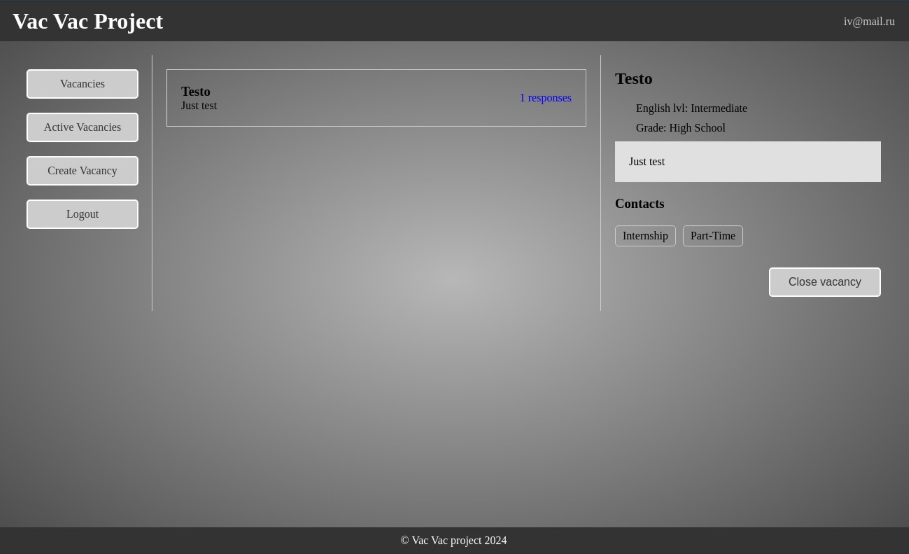 Vac Vac Project
iv@mail.ru
Vacancies
Active Vacancies
Create Vacancy
Logout
Testo
Just test
1 responses
Testo
English lvl: Intermediate
Grade: High School
Just test
Contacts
Internship
Part-Time
Close vacancy
© Vac Vac project 2024